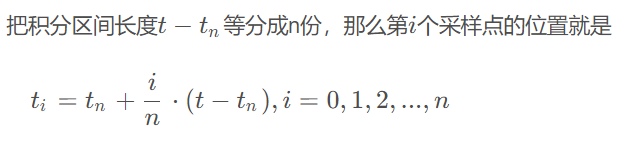 把积分区间长度t − tₙ等分成n份，那么第i个采样点的位置就是
tᵢ = tₙ + i/n · (t − tₙ), i = 0, 1, 2, ..., n